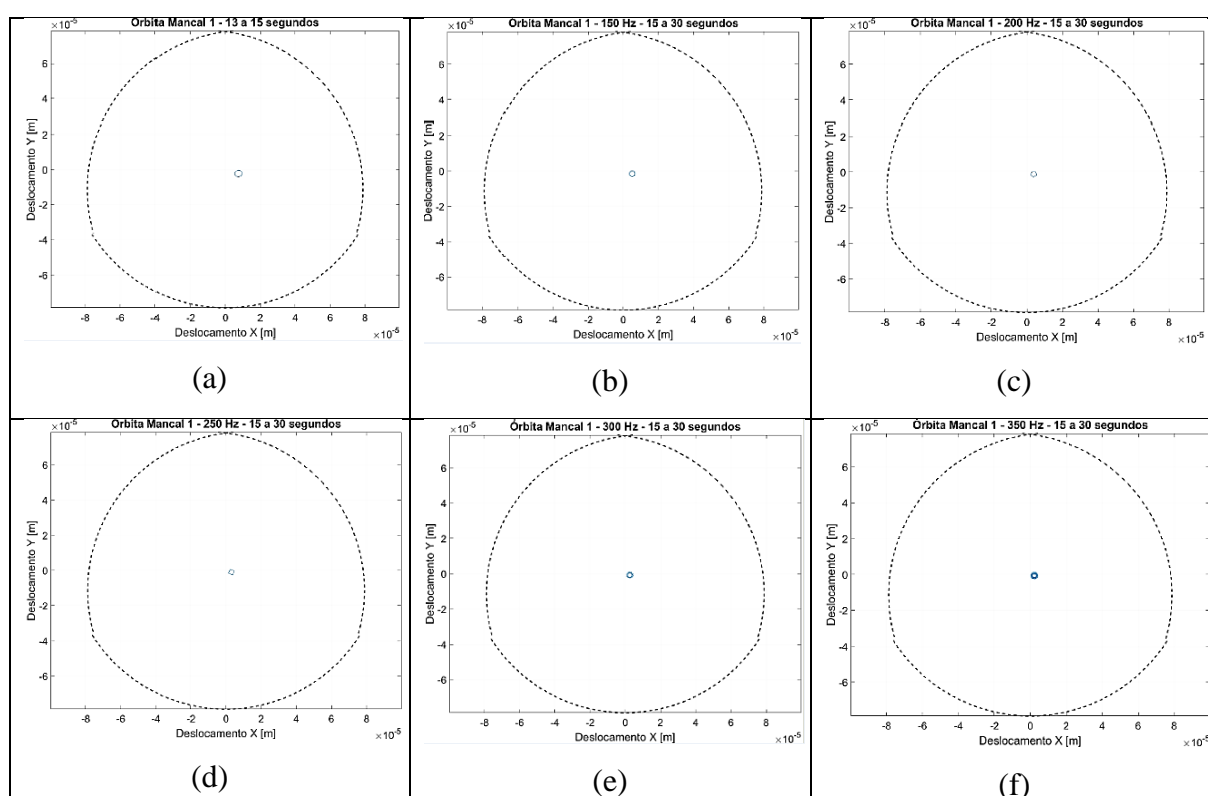 ×10⁻⁵
Orbita Mancal 1 - 13 a 15 segundos
6
4
2
0
-2
-4
-6
Deslocamento Y [m]
-8 -6 -4 -2 0 2 4 6 8
Deslocamento X [m]
×10⁻⁵
(a)
×10⁻⁵
Orbita Mancal 1 - 150 Hz - 15 a 30 segundos
6
4
2
0
-2
-4
-6
Deslocamento Y [m]
-8 -6 -4 -2 0 2 4 6 8
Deslocamento X [m]
×10⁻⁵
(b)
×10⁻⁵
Orbita Mancal 1 - 200 Hz - 15 a 30 segundos
6
4
2
0
-2
-4
-6
Deslocamento Y [m]
-8 -6 -4 -2 0 2 4 6 8
Deslocamento X [m]
×10⁻⁵
(c)
×10⁻⁵
Orbita Mancal 1 - 250 Hz - 15 a 30 segundos
6
4
2
0
-2
-4
-6
Deslocamento Y [m]
-8 -6 -4 -2 0 2 4 6 8
Deslocamento X [m]
×10⁻⁵
(d)
×10⁻⁵
Órbita Mancal 1 - 300 Hz - 15 a 30 segundos
6
4
2
0
-2
-4
-6
Deslocamento Y [m]
-8 -6 -4 -2 0 2 4 6 8
Deslocamento X [m]
×10⁻⁵
(e)
×10⁻⁵
Orbita Mancal 1 - 350 Hz - 15 a 30 segundos
6
4
2
0
-2
-4
-6
Deslocamento Y [m]
-8 -6 -4 -2 0 2 4 6 8
Deslocamento X [m]
×10⁻⁵
(f)